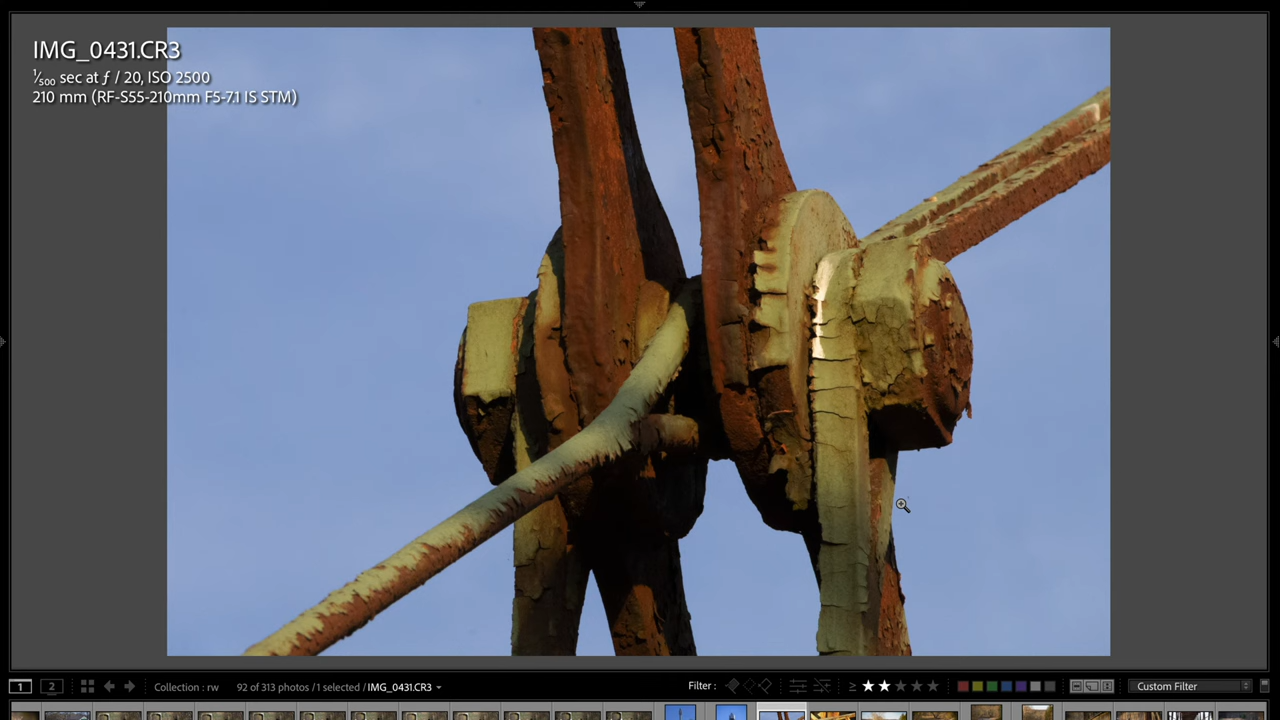 IMG_0431.CR3
1/500 sec at ƒ / 20, ISO 2500
210 mm (RF-S55-210mm F5-7.1 IS STM)
1 2 Collection : rw 92 of 313 photos / 1 selected / IMG_0431.CR3 Filter : ≥ ★★★★★ Custom Filter